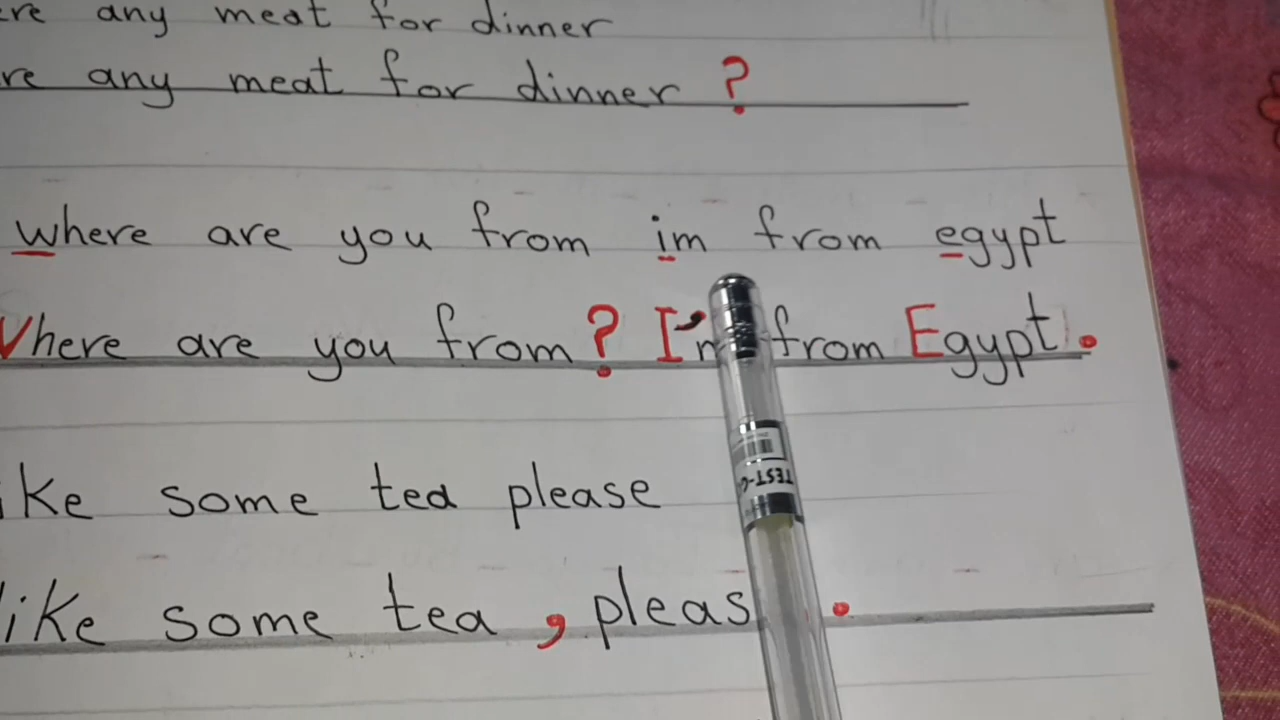 any meat for dinner
any meat for dinner ?
where are you from im from egypt
Where are you from? I'm from Egypt.
some tea please
like some tea, pleas .
TEST-